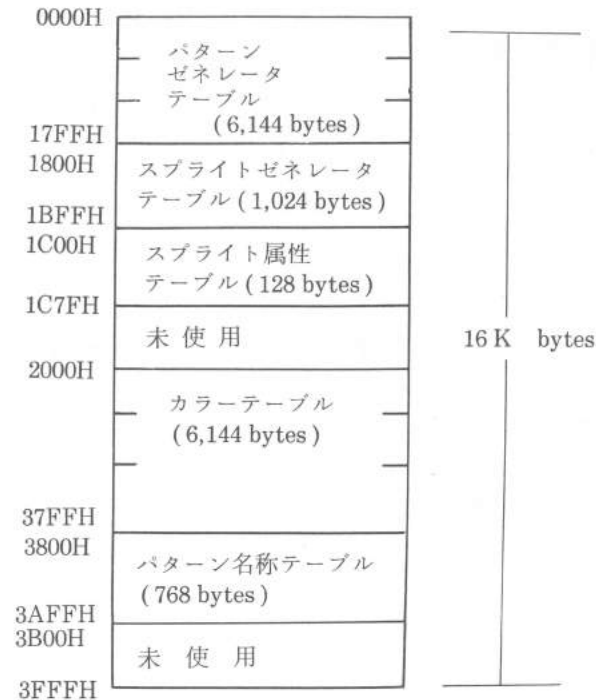 0000H
パターン
ゼネレータ
テーブル
(6,144 bytes)
17FFH
1800H
スプライトゼネレータ
テーブル(1,024 bytes)
1BFFH
1C00H
スプライト属性
テーブル(128 bytes)
1C7FH
未使用
16K bytes
2000H
カラーテーブル
(6,144 bytes)
37FFH
3800H
パターン名称テーブル
(768 bytes)
3AFFH
3B00H
未使用
3FFFH